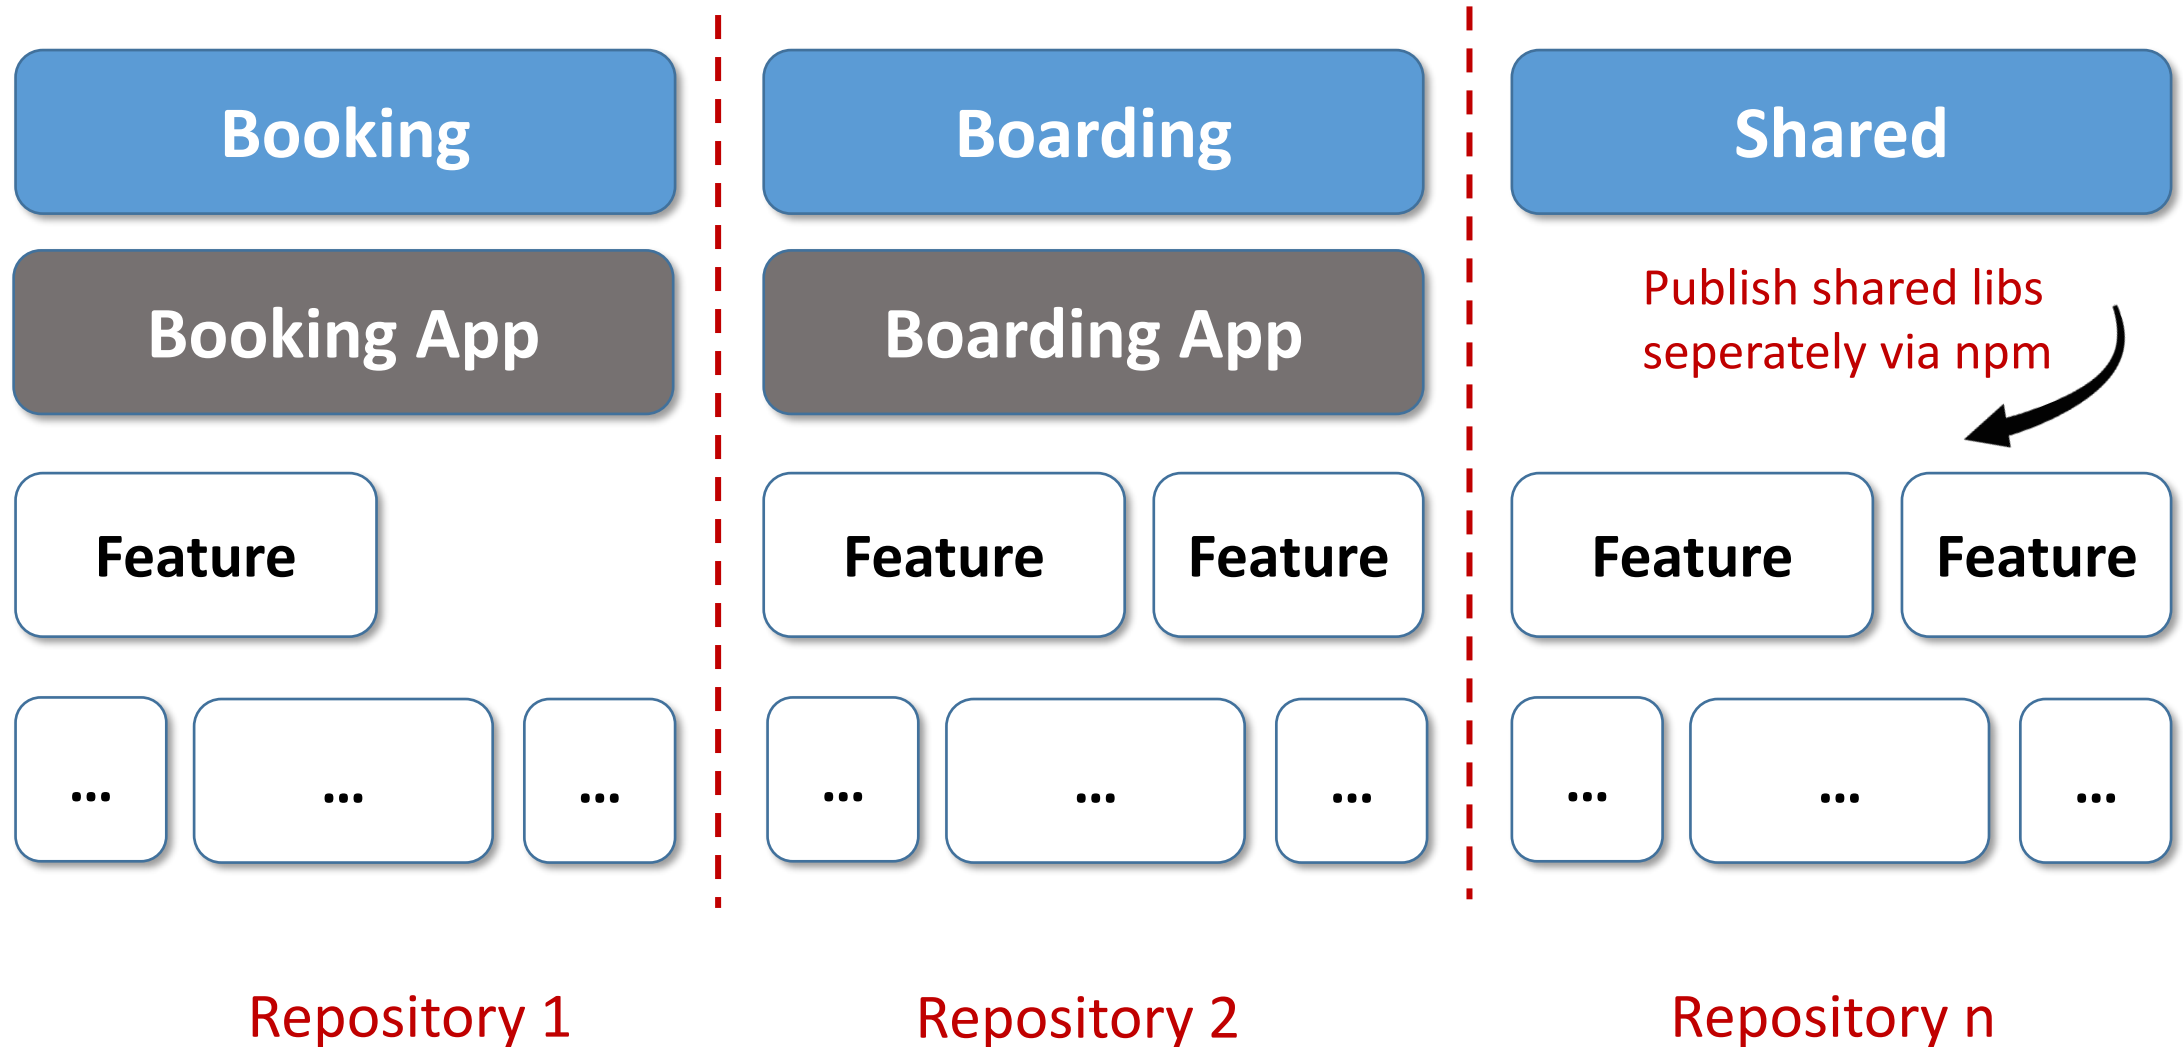 Booking
Boarding
Shared
Booking App
Boarding App
Publish shared libs
seperately via npm
Feature
Feature
Feature
Feature
Feature
...
...
...
...
...
...
...
...
...
Repository 1
Repository 2
Repository n